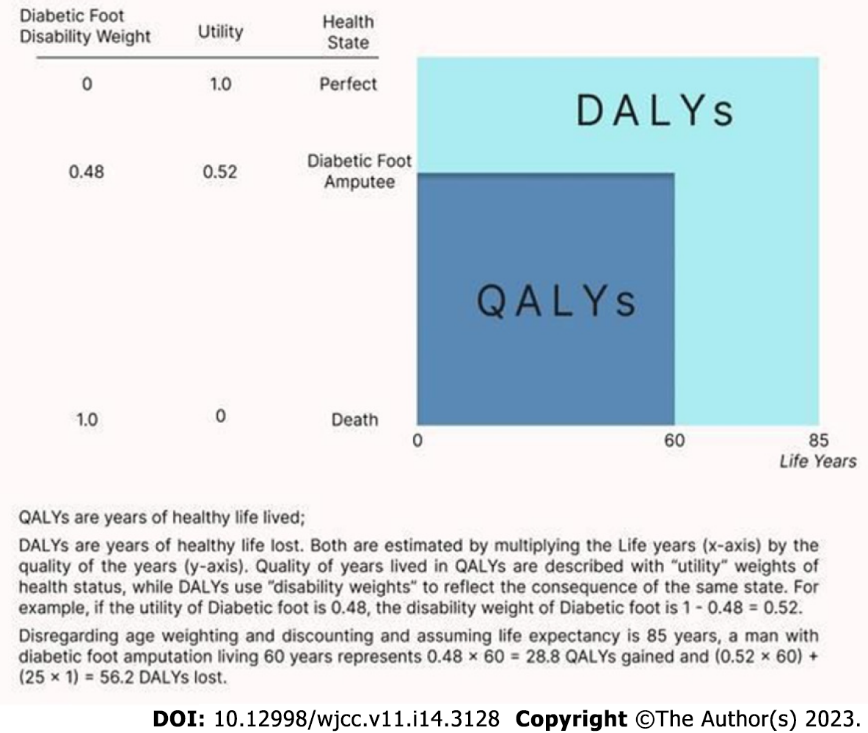 Diabetic Foot
Disability Weight
Utility
Health
State
0
1.0
Perfect
DALYs
0.48
0.52
Diabetic Foot
Amputee
QALYs
1.0
0
Death
0
60
85
Life Years
QALYs are years of healthy life lived;
DALYs are years of healthy life lost. Both are estimated by multiplying the Life years (x-axis) by the
quality of the years (y-axis). Quality of years lived in QALYs are described with "utility" weights of
health status, while DALYs use "disability weights" to reflect the consequence of the same state. For
example, if the utility of Diabetic foot is 0.48, the disability weight of Diabetic foot is 1 - 0.48 = 0.52.
Disregarding age weighting and discounting and assuming life expectancy is 85 years, a man with
diabetic foot amputation living 60 years represents 0.48 × 60 = 28.8 QALYs gained and (0.52 × 60) +
(25 × 1) = 56.2 DALYs lost.
DOI: 10.12998/wjcc.v11.i14.3128 Copyright ©The Author(s) 2023.